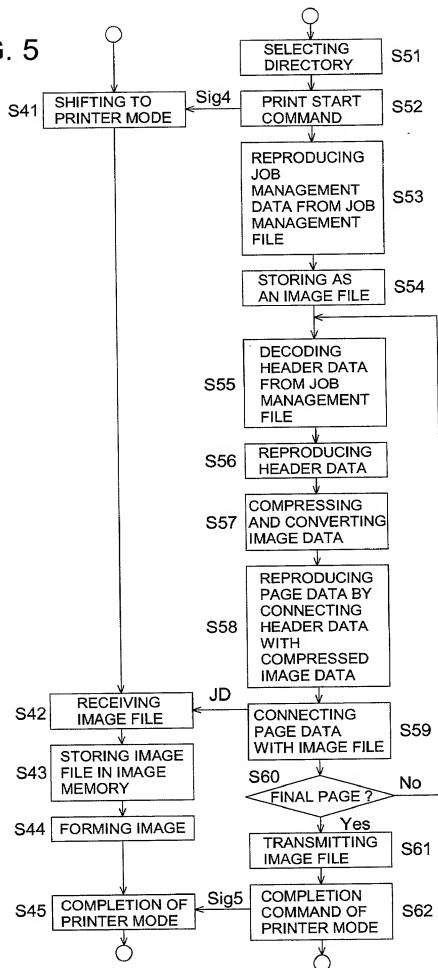 G. 5
SELECTING
DIRECTORY
S51
S41
SHIFTING TO
PRINTER MODE
Sig4
PRINT START
COMMAND
S52
REPRODUCING
JOB
MANAGEMENT
DATA FROM JOB
MANAGEMENT
FILE
S53
STORING AS
AN IMAGE FILE
S54
S55
DECODING
HEADER DATA
FROM JOB
MANAGEMENT
FILE
S56
REPRODUCING
HEADER DATA
S57
COMPRESSING
AND CONVERTING
IMAGE DATA
S58
REPRODUCING
PAGE DATA BY
CONNECTING
HEADER DATA
WITH
COMPRESSED
IMAGE DATA
S42
RECEIVING
IMAGE FILE
JD
CONNECTING
PAGE DATA
WITH IMAGE FILE
S59
S43
STORING IMAGE
FILE IN IMAGE
MEMORY
S60
FINAL PAGE ?
No
Yes
S44
FORMING IMAGE
TRANSMITTING
IMAGE FILE
S61
S45
COMPLETION OF
PRINTER MODE
Sig5
COMPLETION
COMMAND OF
PRINTER MODE
S62